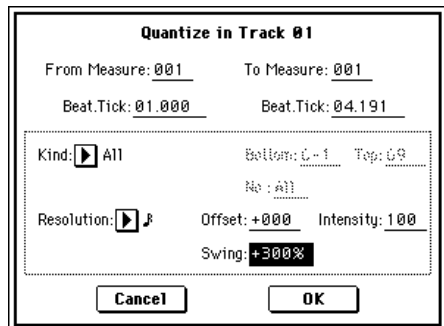 Quantize in Track 01
From Measure: 001 To Measure: 001
Beat.Tick: 01.000 Beat.Tick: 04.191
Kind: All Bottom: C-1 Top: G9
No.: All
Resolution: Offset: +000 Intensity: 100
Swing: +300%
Cancel OK